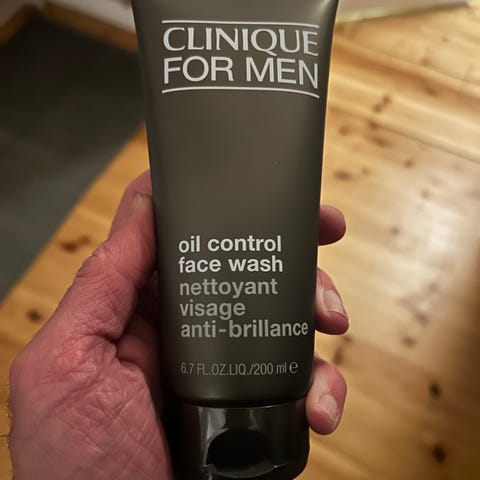 CLINIQUE
FOR MEN
oil control
face wash
nettoyant
visage
anti-brillance
6.7 FL.OZ.LIQ./200 ml ℮